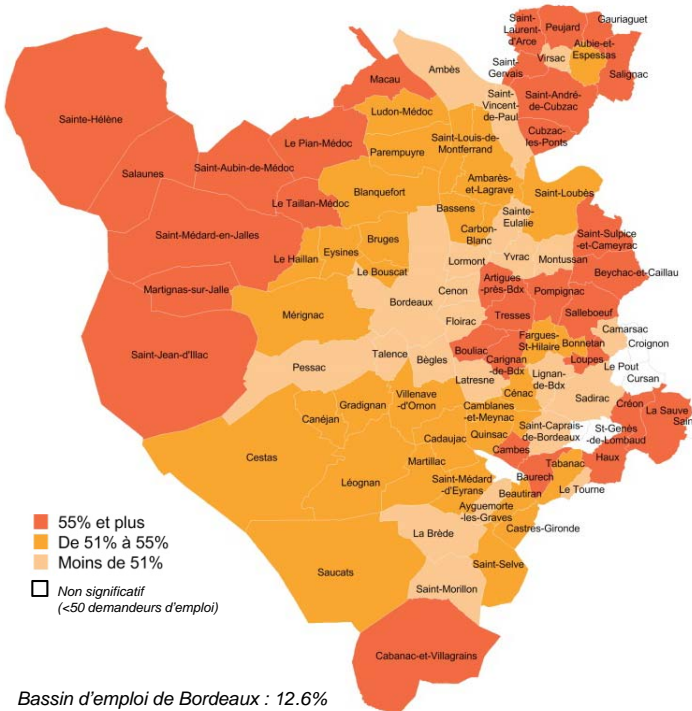 Saint-
Laurent-
d'Arce
Peujard
Gauriaguet
Aubie-et-
Espessas
Virsac
Saint-
Gervais
Salignac
Saint-André-
de-Cubzac
Cubzac-
les-Ponts
Ambès
Macau
Saint-
Vincent-
de-Paul
Sainte-Hélène
Ludon-Médoc
Saint-Louis-de-
Montferrand
Le Pian-Médoc
Parempuyre
Salaunes
Saint-Aubin-de-Médoc
Ambarès-
et-Lagrave
Blanquefort
Saint-Loubès
Le Taillan-Médoc
Bassens
Sainte-
Eulalie
Saint-Médard-en-Jalles
Bruges
Carbon-
Blanc
Saint-Sulpice
-et-Cameyrac
Eysines
Le Haillan
Yvrac
Montussan
Lormont
Le Bouscat
Beychac-et-Caillau
Artigues
-près-Bdx
Martignas-sur-Jalle
Cenon
Pompignac
Bordeaux
Mérignac
Floirac
Tresses
Salleboeuf
Camarsac
Croignon
Fargues-
St-Hilaire
Bonnetan
Saint-Jean-d'Illac
Talence
Bouliac
Loupes
Pessac
Bègles
Carignan
-de-Bdx
Le Pout
Cursan
Latresne
Lignan-
de-Bdx
Cénac
Sadirac
Villenave
-d'Ornon
Créon
La Sauve
Gradignan
Camblanes
-et-Meynac
Canéjan
Saint-Caprais-
de-Bordeaux
St-Genès
-de-Lombaud
Quinsac
Cadaujac
Cambes
Haux
Cestas
Martillac
Tabanac
Baurech
Léognan
Saint-Médard
-d'Eyrans
Le Tourne
Beautiran
Ayguemorte
-les-Graves
Castres-Gironde
La Brède
Saint-Selve
Saucats
Saint-Morillon
Cabanac-et-Villagrains
55% et plus
De 51% à 55%
Moins de 51%
Non significatif
(<50 demandeurs d'emploi)
Bassin d'emploi de Bordeaux : 12.6%